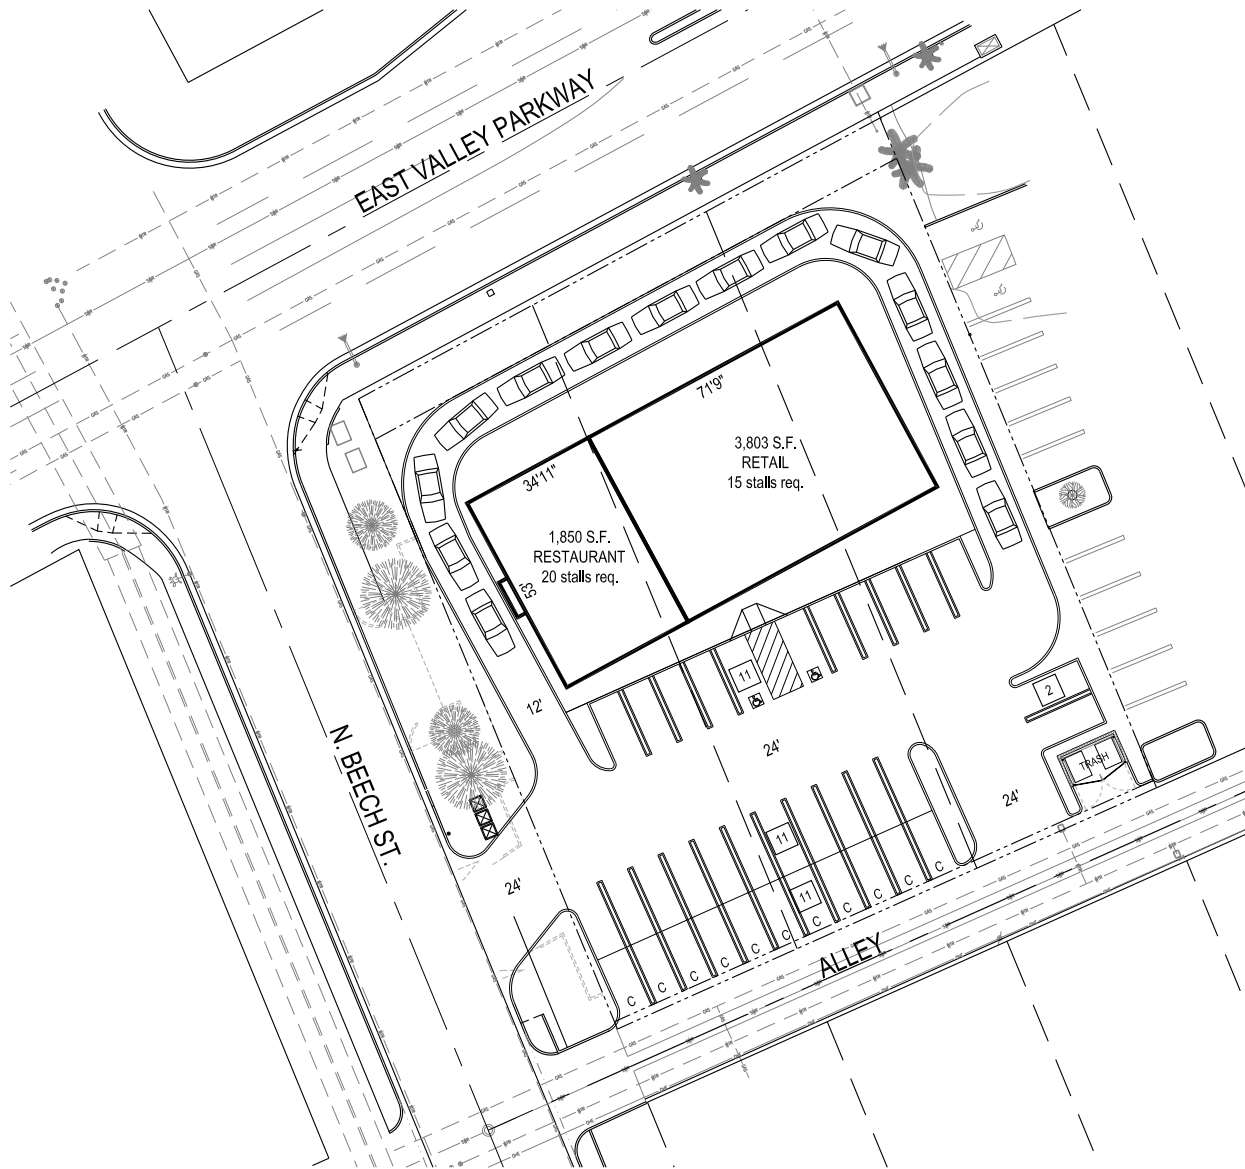 EAST VALLEY PARKWAY
71'9"
3,803 S.F.
RETAIL
15 stalls req.
34'11"
1,850 S.F.
RESTAURANT
20 stalls req.
53'
11
2
12'
24'
TRASH
24'
N. BEECH ST.
11
24'
11
C
C
C
C
C
C
C
C
C
C
C
ALLEY